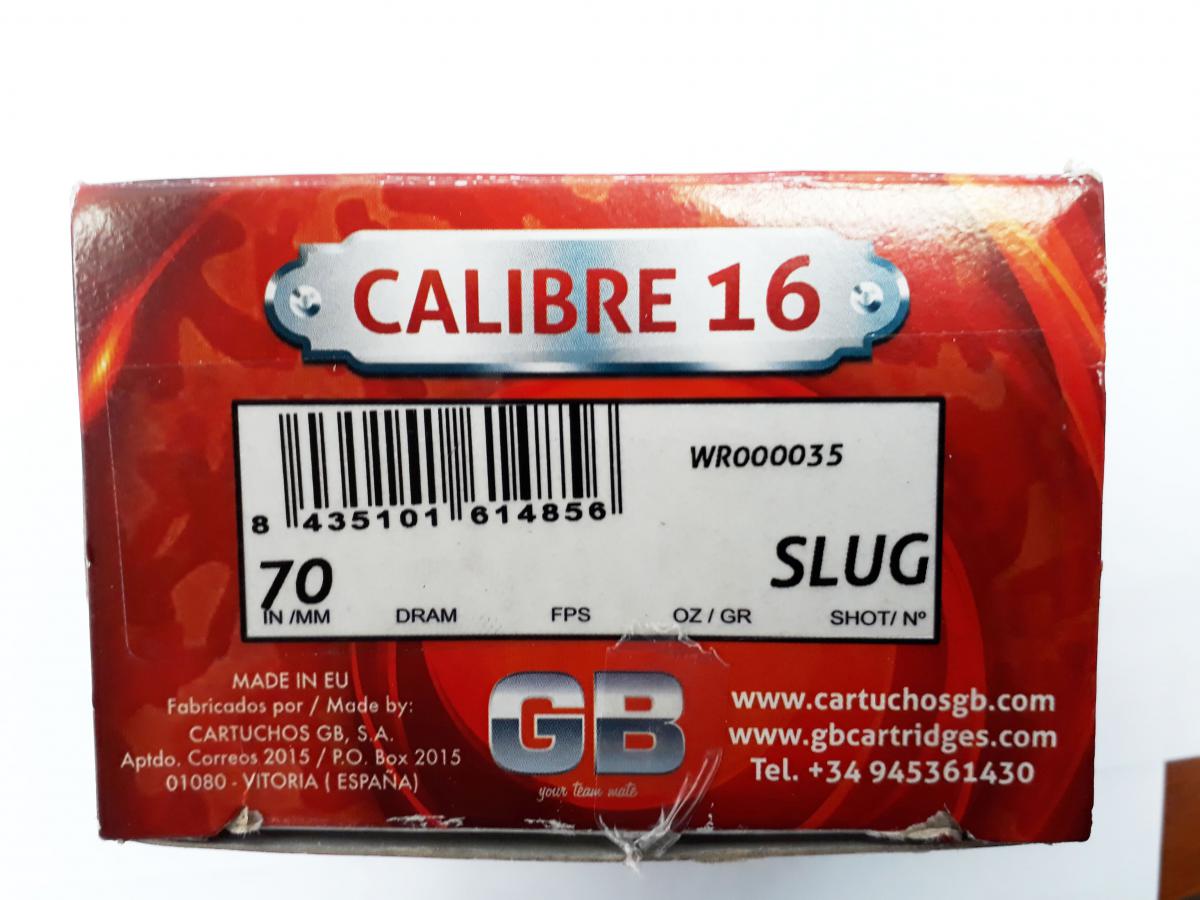 CALIBRE 16
WR000035
8 435101 614856
70
SLUG
IN /MM DRAM FPS OZ / GR SHOT/ Nº
MADE IN EU
Fabricados por / Made by:
CARTUCHOS GB, S.A.
Aptdo. Correos 2015 / P.O. Box 2015
01080 - VITORIA ( ESPAÑA)
GB
your team mate
www.cartuchosgb.com
www.gbcartridges.com
Tel. +34 945361430